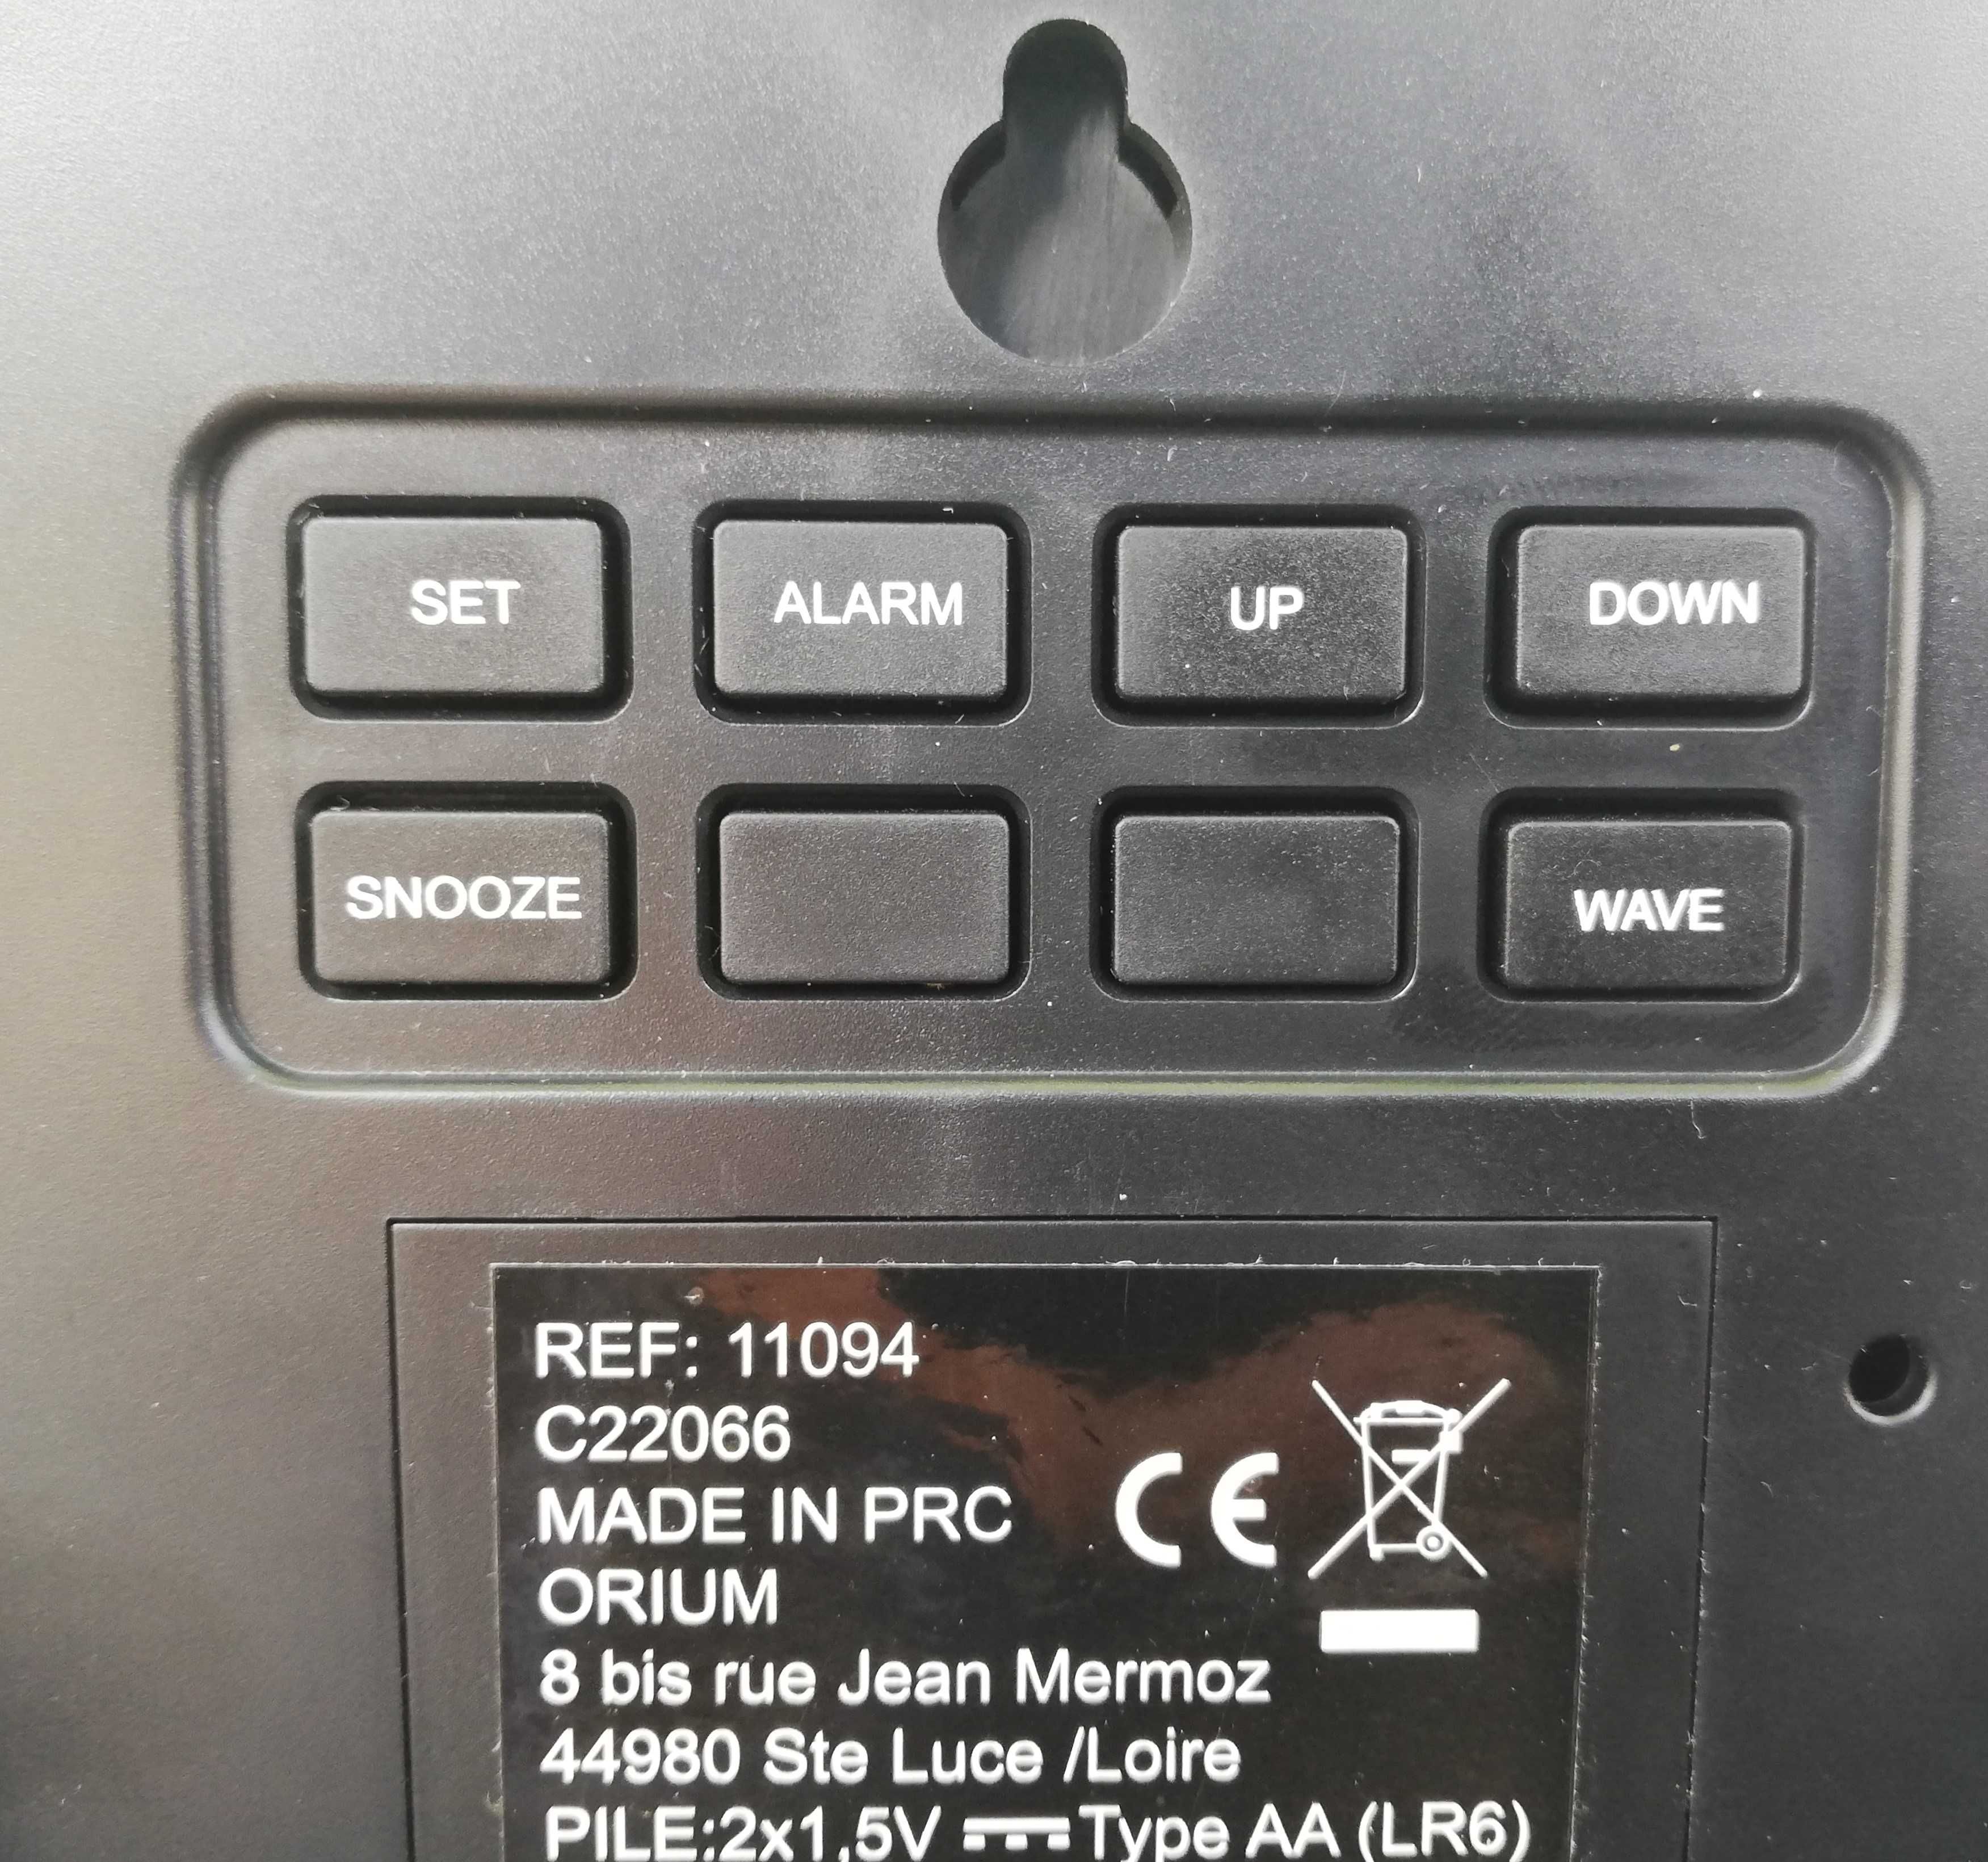 SET ALARM UP DOWN
SNOOZE WAVE
REF: 11094
C22066
MADE IN PRC
CE
ORIUM
8 bis rue Jean Mermoz
44980 Ste Luce /Loire
PILE:2x1,5V ⎓ Type AA (LR6)